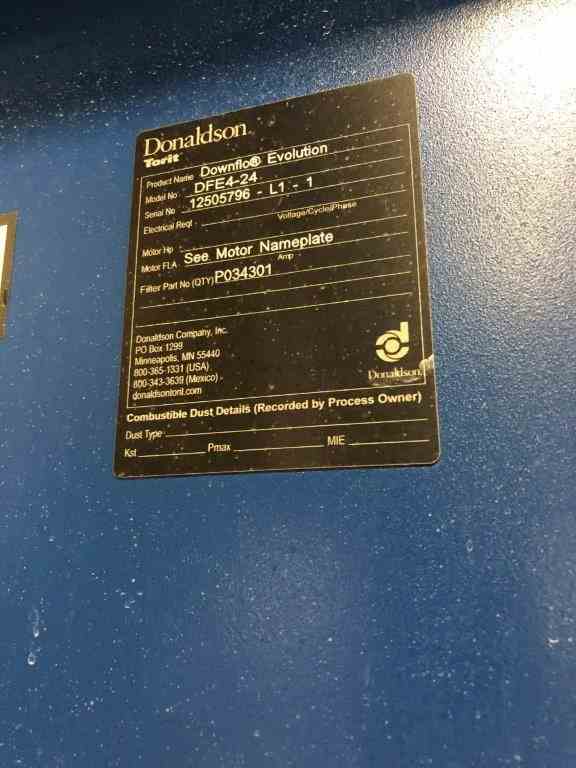 Donaldson
Torit
Product Name Downflo® Evolution
Model No DFE4-24
Serial No 12505796 - L1 - 1
Electrical Reqt Voltage/Cycle/Phase
Motor Hp
Motor FLA See Motor Nameplate
Amp
Filter Part No (QTY) P034301
Donaldson Company, Inc.
PO Box 1299
Minneapolis, MN 55440
800-365-1331 (USA)
800-343-3639 (Mexico)
donaldsontorit.com
Donaldson.
Combustible Dust Details (Recorded by Process Owner)
Dust Type
Kst Pmax MIE